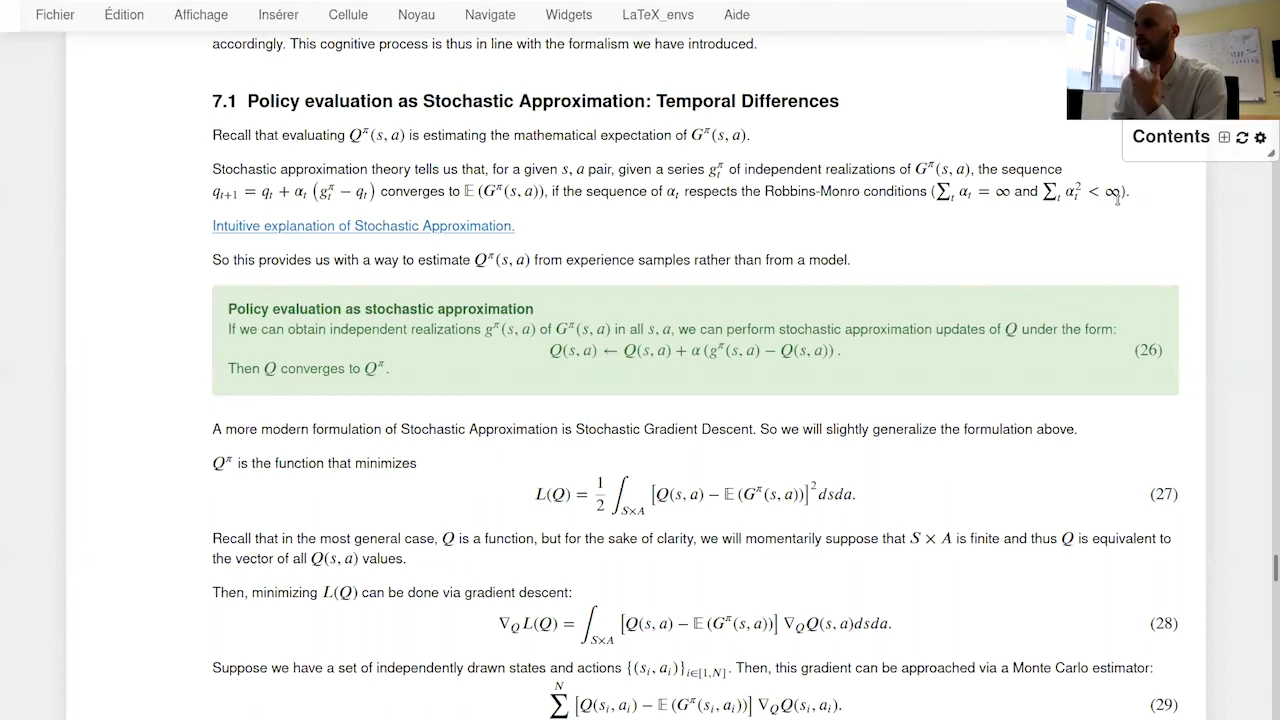 Fichier Édition Affichage Insérer Cellule Noyau Navigate Widgets LaTeX_envs Aide
accordingly. This cognitive process is thus in line with the formalism we have introduced.
Contents
7.1 Policy evaluation as Stochastic Approximation: Temporal Differences
Recall that evaluating Q^π(s, a) is estimating the mathematical expectation of G^π(s, a).
Stochastic approximation theory tells us that, for a given s, a pair, given a series g_t^π of independent realizations of G^π(s, a), the sequence
q_{t+1} = q_t + α_t (g_t^π − q_t) converges to 𝔼 (G^π(s, a)), if the sequence of α_t respects the Robbins-Monro conditions (∑_t α_t = ∞ and ∑_t α_t^2 < ∞).
Intuitive explanation of Stochastic Approximation.
So this provides us with a way to estimate Q^π(s, a) from experience samples rather than from a model.
Policy evaluation as stochastic approximation
If we can obtain independent realizations g^π(s, a) of G^π(s, a) in all s, a, we can perform stochastic approximation updates of Q under the form:
Q(s, a) ← Q(s, a) + α (g^π(s, a) − Q(s, a)) . (26)
Then Q converges to Q^π.
A more modern formulation of Stochastic Approximation is Stochastic Gradient Descent. So we will slightly generalize the formulation above.
Q^π is the function that minimizes
L(Q) = 1/2 ∫_{S×A} [Q(s, a) − 𝔼 (G^π(s, a))]^2 dsda. (27)
Recall that in the most general case, Q is a function, but for the sake of clarity, we will momentarily suppose that S × A is finite and thus Q is equivalent to
the vector of all Q(s, a) values.
Then, minimizing L(Q) can be done via gradient descent:
∇_Q L(Q) = ∫_{S×A} [Q(s, a) − 𝔼 (G^π(s, a))] ∇_Q Q(s, a)dsda. (28)
Suppose we have a set of independently drawn states and actions {(s_i, a_i)}_{i∈[1,N]}. Then, this gradient can be approached via a Monte Carlo estimator:
∑^N [Q(s_i, a_i) − 𝔼 (G^π(s_i, a_i))] ∇_Q Q(s_i, a_i). (29)